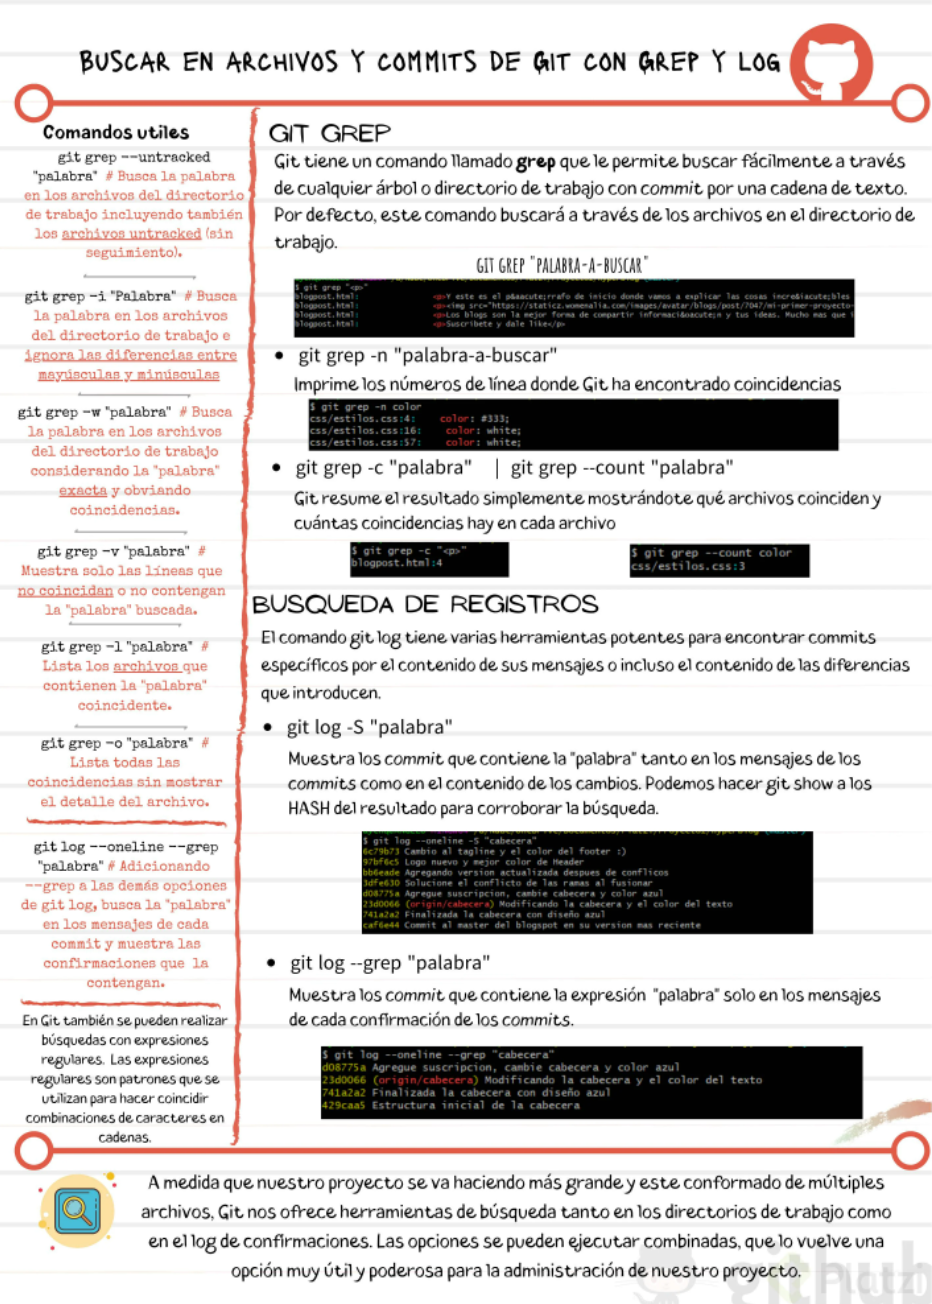 BUSCAR EN ARCHIVOS Y COMMITS DE GIT CON GREP Y LOG
Comandos utiles
git grep --untracked
"palabra" # Busca la palabra
en los archivos del directorio
de trabajo incluyendo también
los archivos untracked (sin
seguimiento).
git grep -i "Palabra" # Busca
la palabra en los archivos
del directorio de trabajo e
ignora las diferencias entre
mayúsculas y minúsculas
git grep -w "palabra" # Busca
la palabra en los archivos
del directorio de trabajo
considerando la "palabra"
exacta y obviando
coincidencias.
git grep -v "palabra" #
Muestra solo las líneas que
no coincidan o no contengan
la "palabra" buscada.
git grep -l "palabra" #
Lista los archivos que
contienen la "palabra"
coincidente.
git grep -o "palabra" #
Lista todas las
coincidencias sin mostrar
el detalle del archivo.
git log --oneline --grep
"palabra" # Adicionando
--grep a las demás opciones
de git log, busca la "palabra"
en los mensajes de cada
commit y muestra las
confirmaciones que la
contengan.
En Git también se pueden realizar
búsquedas con expresiones
regulares. Las expresiones
regulares son patrones que se
utilizan para hacer coincidir
combinaciones de caracteres en
cadenas.
GIT GREP
Git tiene un comando llamado grep que le permite buscar fácilmente a través
de cualquier árbol o directorio de trabajo con commit por una cadena de texto.
Por defecto, este comando buscará a través de los archivos en el directorio de
trabajo.
GIT GREP "PALABRA-A-BUSCAR"
$ git grep "<p>"
blogpost.html: <p>Y este es el p&aacute;rrafo de inicio donde vamos a explicar las cosas incre&iacute;bles
blogpost.html: <p><img src="https://staticz.womenalia.com/images/avatar/blogs/post/7047/mi-primer-proyecto-
blogpost.html: <p>Los blogs son la mejor forma de compartir informaci&oacute;n y tus ideas. Mucho mas que i
blogpost.html: <p>Suscribete y dale like</p>
• git grep -n "palabra-a-buscar"
Imprime los números de línea donde Git ha encontrado coincidencias
$ git grep -n color
css/estilos.css:4: color: #333;
css/estilos.css:16: color: white;
css/estilos.css:57: color: white;
• git grep -c "palabra" | git grep --count "palabra"
Git resume el resultado simplemente mostrándote qué archivos coinciden y
cuántas coincidencias hay en cada archivo
$ git grep -c "<p>"
blogpost.html:4
$ git grep --count color
css/estilos.css:3
BUSQUEDA DE REGISTROS
El comando git log tiene varias herramientas potentes para encontrar commits
específicos por el contenido de sus mensajes o incluso el contenido de las diferencias
que introducen.
• git log -S "palabra"
Muestra los commit que contiene la "palabra" tanto en los mensajes de los
commits como en el contenido de los cambios. Podemos hacer git show a los
HASH del resultado para corroborar la búsqueda.
$ git log --oneline -S "cabecera"
6c79b73 Cambio al tagline y el color del footer :)
97bf6c5 Logo nuevo y mejor color de Header
bb6eade Agregando version actualizada despues de conflicos
3dfe630 Solucione el conflicto de las ramas al fusionar
d08775a Agregue suscripcion, cambie cabecera y color azul
23d0066 (origin/cabecera) Modificando la cabecera y el color del texto
741a2a2 Finalizada la cabecera con diseño azul
caf6e44 Commit al master del blogspot en su version mas reciente
• git log --grep "palabra"
Muestra los commit que contiene la expresión "palabra" solo en los mensajes
de cada confirmación de los commits.
$ git log --oneline --grep "cabecera"
d08775a Agregue suscripcion, cambie cabecera y color azul
23d0066 (origin/cabecera) Modificando la cabecera y el color del texto
741a2a2 Finalizada la cabecera con diseño azul
429caa5 Estructura inicial de la cabecera
A medida que nuestro proyecto se va haciendo más grande y este conformado de múltiples
archivos, Git nos ofrece herramientas de búsqueda tanto en los directorios de trabajo como
en el log de confirmaciones. Las opciones se pueden ejecutar combinadas, que lo vuelve una
opción muy útil y poderosa para la administración de nuestro proyecto.
github
Platzi